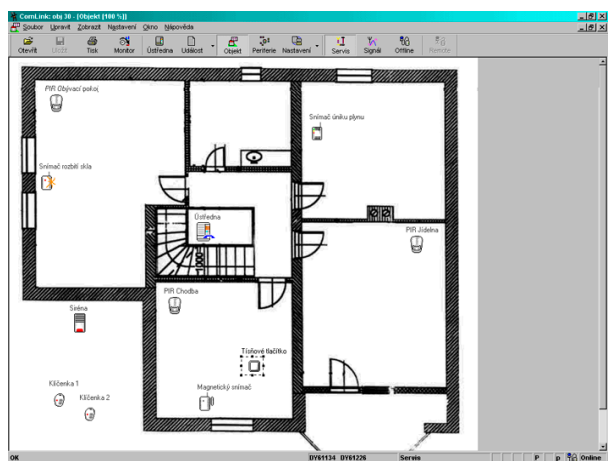 ComLink: obj 30 - [Objekt [100 %]]
Soubor Upravit Zobrazit Nastavení Okno Nápověda
Otevřít Uložit Tisk Monitor Ústředna Událost Objekt Periferie Nastavení Servis Signál Offline Remote
PIR Obývací pokoj
Snímač úniku plynu
Snímač rozbití skla
Ústředna
PIR Jídelna
1000
PIR Chodba
Siréna
Tísňové tlačítko
Klíčenka 1
Magnetický snímač
Klíčenka 2
OK DY61134 DY61226 Servis P p Online